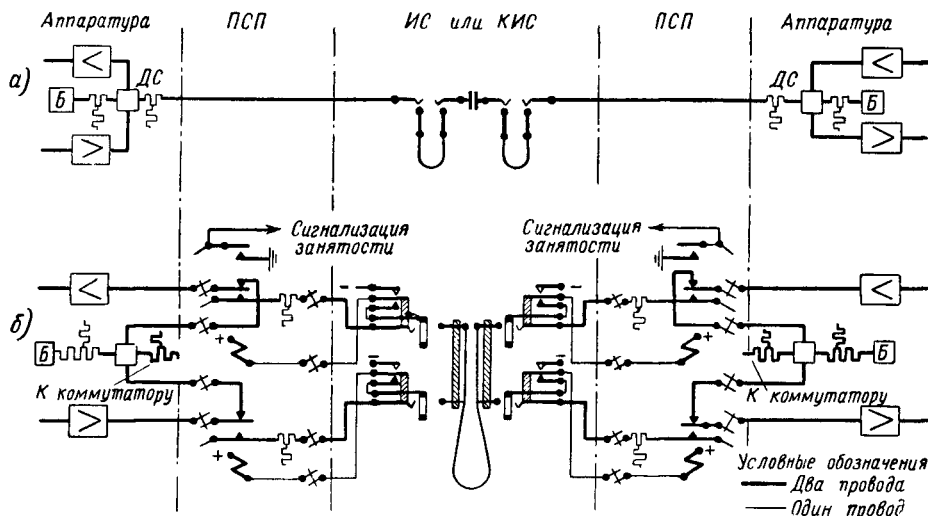 Аппаратура ПСП ИС или КИС ПСП Аппаратура
а)
ДС
ДС
Б
Б
Сигнализация
занятости
Сигнализация
занятости
б)
Б
К коммутатору
К коммутатору
Б
Условные обозначения
Два провода
Один провод